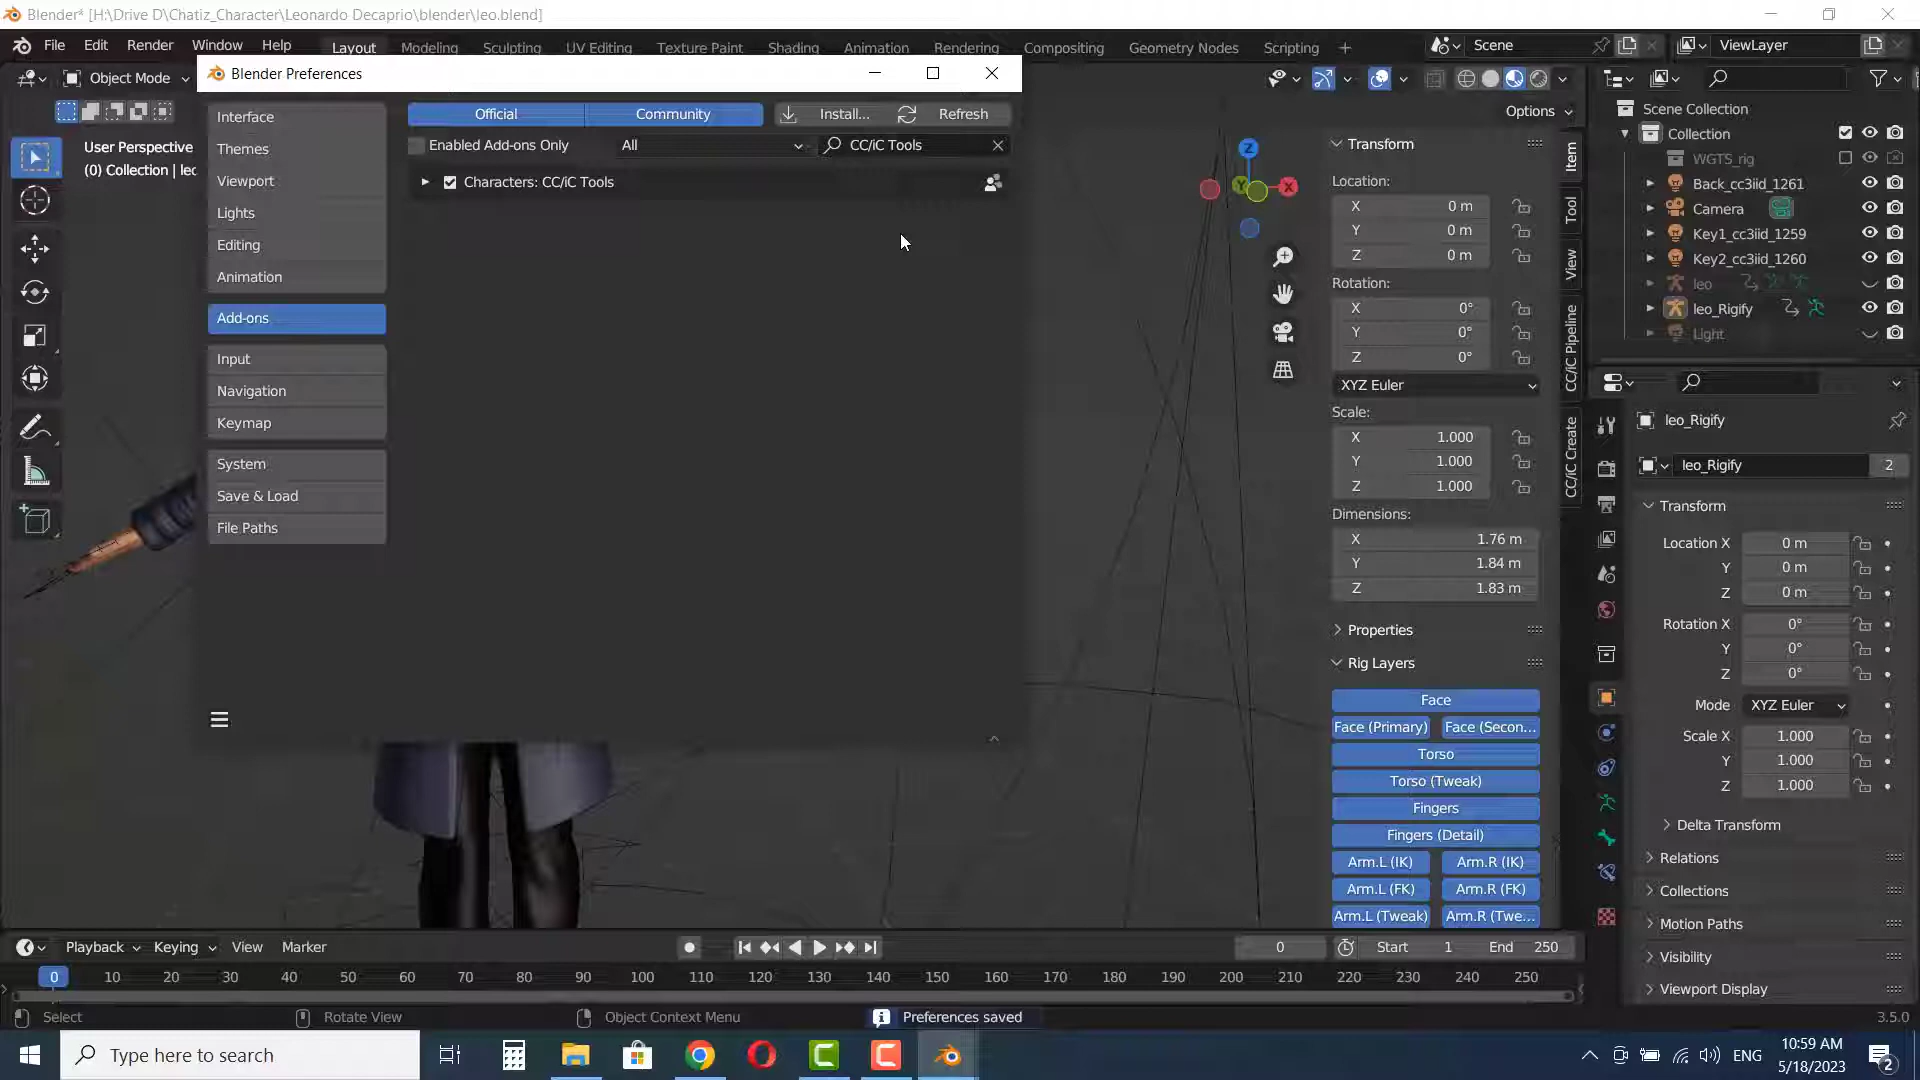 Blender* [H:\Drive D\Chatiz_Character\Leonardo Decaprio\blender\leo.blend]
File Edit Render Window Help Layout Modeling Sculpting UV Editing Texture Paint Shading Animation Rendering Compositing Geometry Nodes Scripting Scene ViewLayer
Object Mode
Blender Preferences
Options
User Perspective
(0) Collection | leo
Interface
Themes
Viewport
Lights
Editing
Animation
Add-ons
Input
Navigation
Keymap
System
Save & Load
File Paths
Official Community Install... Refresh
Enabled Add-ons Only All CC/iC Tools
Characters: CC/iC Tools
X
Y
Z
Transform
Location:
X 0 m
Y 0 m
Z 0 m
Rotation:
X 0°
Y 0°
Z 0°
XYZ Euler
Scale:
X 1.000
Y 1.000
Z 1.000
Dimensions:
X 1.76 m
Y 1.84 m
Z 1.83 m
Properties
Rig Layers
Face
Face (Primary) Face (Secon...
Torso
Torso (Tweak)
Fingers
Fingers (Detail)
Arm.L (IK) Arm.R (IK)
Arm.L (FK) Arm.R (FK)
Arm.L (Tweak) Arm.R (Twe...
Item
Tool
View
CC/iC Pipeline
CC/iC Create
Scene Collection
Collection
WGTS_rig
Back_cc3iid_1261
Camera
Key1_cc3iid_1259
Key2_cc3iid_1260
leo
leo_Rigify
Light
leo_Rigify
leo_Rigify 2
Transform
Location X 0 m
Y 0 m
Z 0 m
Rotation X 0°
Y 0°
Z 0°
Mode XYZ Euler
Scale X 1.000
Y 1.000
Z 1.000
Delta Transform
Relations
Collections
Motion Paths
Visibility
Viewport Display
Playback Keying View Marker 0 Start 1 End 250
0 10 20 30 40 50 60 70 80 90 100 110 120 130 140 150 160 170 180 190 200 210 220 230 240 250
Select Rotate View Object Context Menu Preferences saved 3.5.0
Type here to search
ENG
10:59 AM
5/18/2023
2